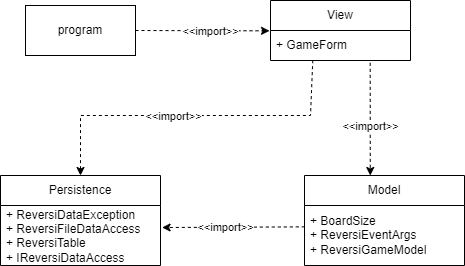 program
<<import>>
View
+ GameForm
<<import>>
<<import>>
Persistence
+ ReversiDataException
+ ReversiFileDataAccess
+ ReversiTable
+ IReversiDataAccess
<<import>>
Model
+ BoardSize
+ ReversiEventArgs
+ ReversiGameModel